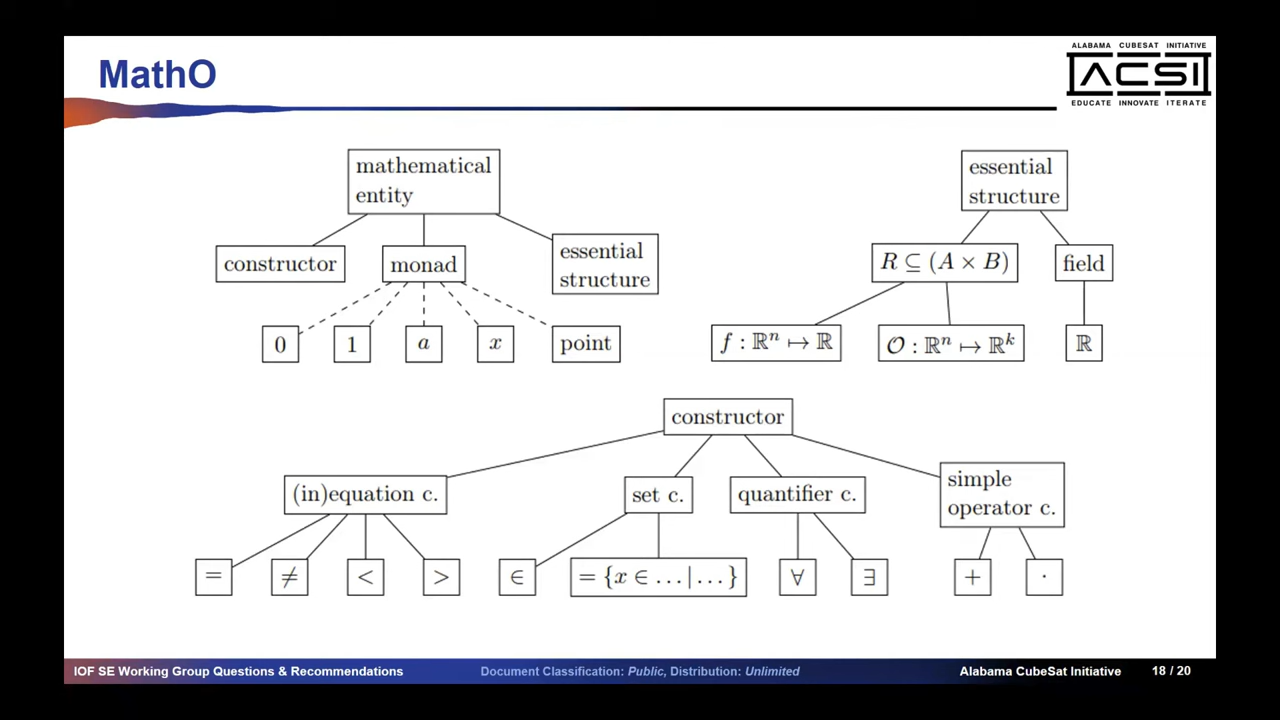 MathO
ALABAMA CUBESAT INITIATIVE
ACSI
EDUCATE INNOVATE ITERATE
mathematical
entity
constructor
monad
essential
structure
0
1
a
x
point
essential
structure
R ⊆ (A × B)
field
f : ℝⁿ ↦ ℝ
𝒪 : ℝⁿ ↦ ℝᵏ
ℝ
constructor
(in)equation c.
set c.
quantifier c.
simple
operator c.
=
≠
<
>
∈
= {x ∈ … | …}
∀
∃
+
·
IOF SE Working Group Questions & Recommendations
Document Classification: Public, Distribution: Unlimited
Alabama CubeSat Initiative
18 / 20